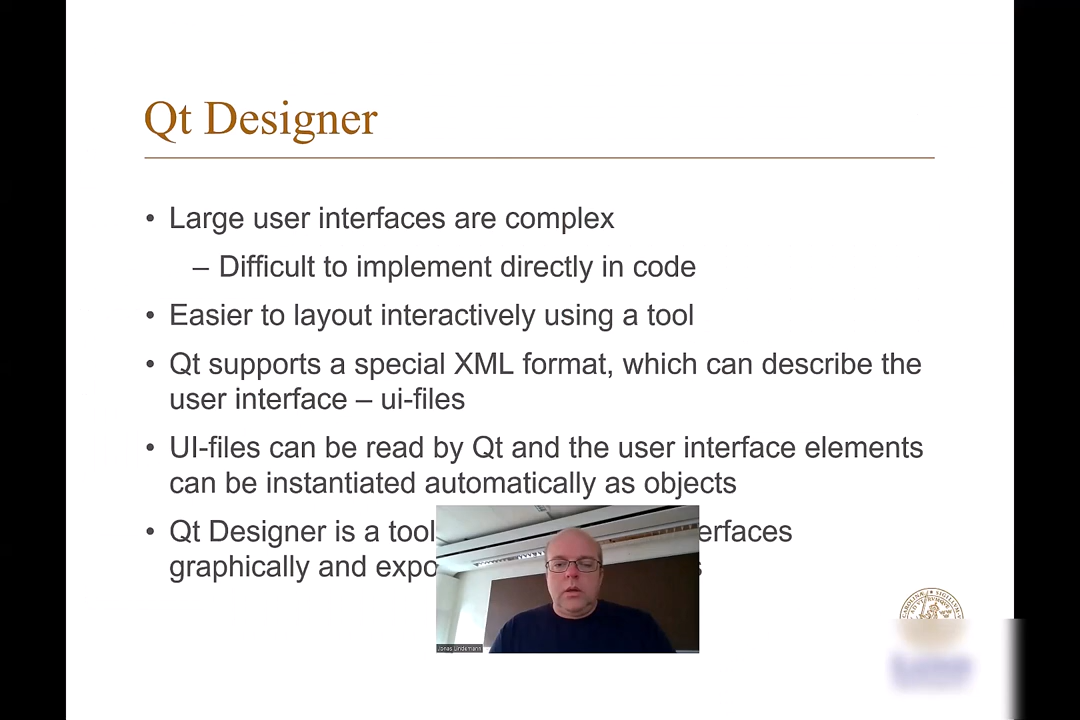 Qt Designer
• Large user interfaces are complex
– Difficult to implement directly in code
• Easier to layout interactively using a tool
• Qt supports a special XML format, which can describe the
user interface – ui-files
• UI-files can be read by Qt and the user interface elements
can be instantiated automatically as objects
• Qt Designer is a tool erfaces
graphically and expo s
Jonas Lindemann